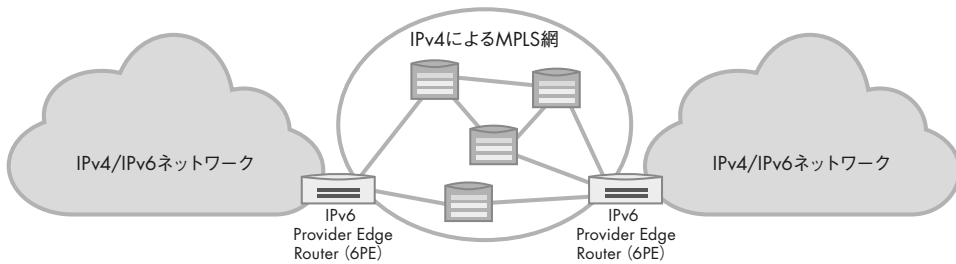 IPv4によるMPLS網
IPv4/IPv6ネットワーク
IPv4/IPv6ネットワーク
IPv6
Provider Edge
Router (6PE)
IPv6
Provider Edge
Router (6PE)